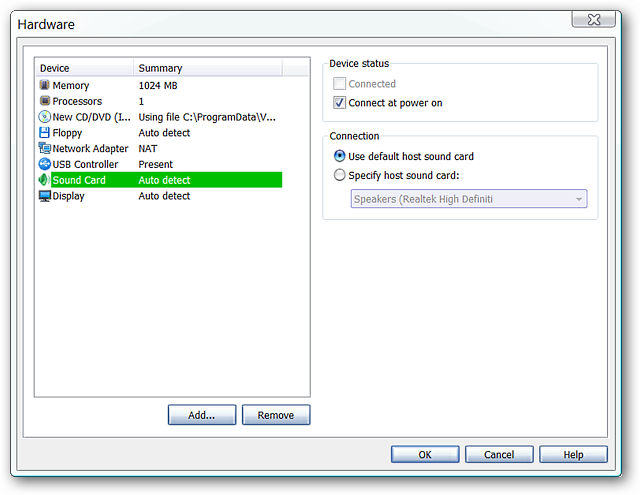 Hardware
Device Summary
Memory 1024 MB
Processors 1
New CD/DVD (I... Using file C:\ProgramData\V...
Floppy Auto detect
Network Adapter NAT
USB Controller Present
Sound Card Auto detect
Display Auto detect
Add... Remove
Device status
Connected
Connect at power on
Connection
Use default host sound card
Specify host sound card:
Speakers (Realtek High Definiti
OK Cancel Help